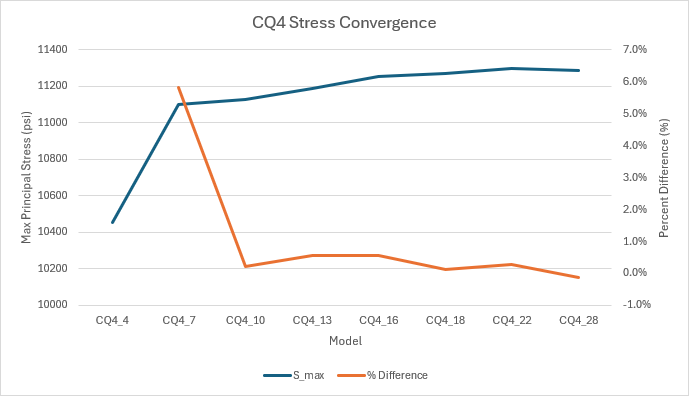 CQ4 Stress Convergence
11400
11200
11000
10800
10600
10400
10200
10000
Max Principal Stress (psi)
7.0%
6.0%
5.0%
4.0%
3.0%
2.0%
1.0%
0.0%
-1.0%
Percent Difference (%)
CQ4_4 CQ4_7 CQ4_10 CQ4_13 CQ4_16 CQ4_18 CQ4_22 CQ4_28
Model
S_max % Difference